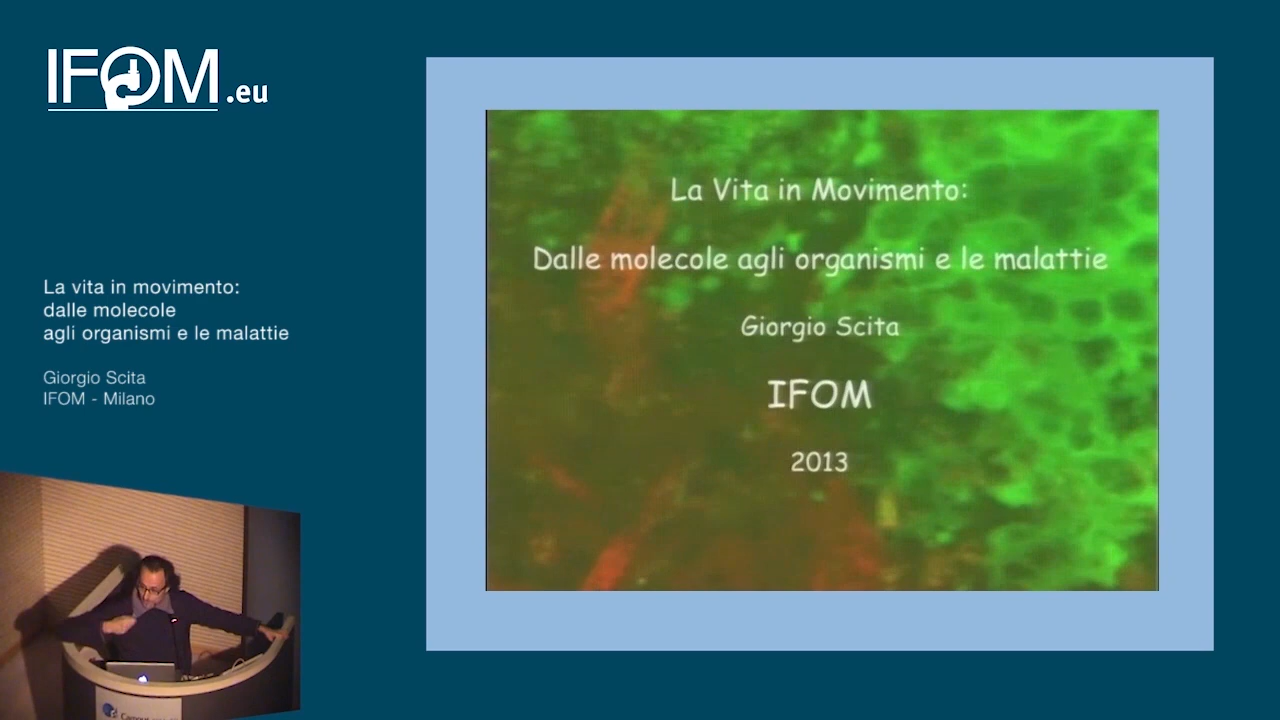 IFOM.eu
La vita in movimento:
dalle molecole
agli organismi e le malattie
Giorgio Scita
IFOM - Milano
La Vita in Movimento:
Dalle molecole agli organismi e le malattie
Giorgio Scita
IFOM
2013